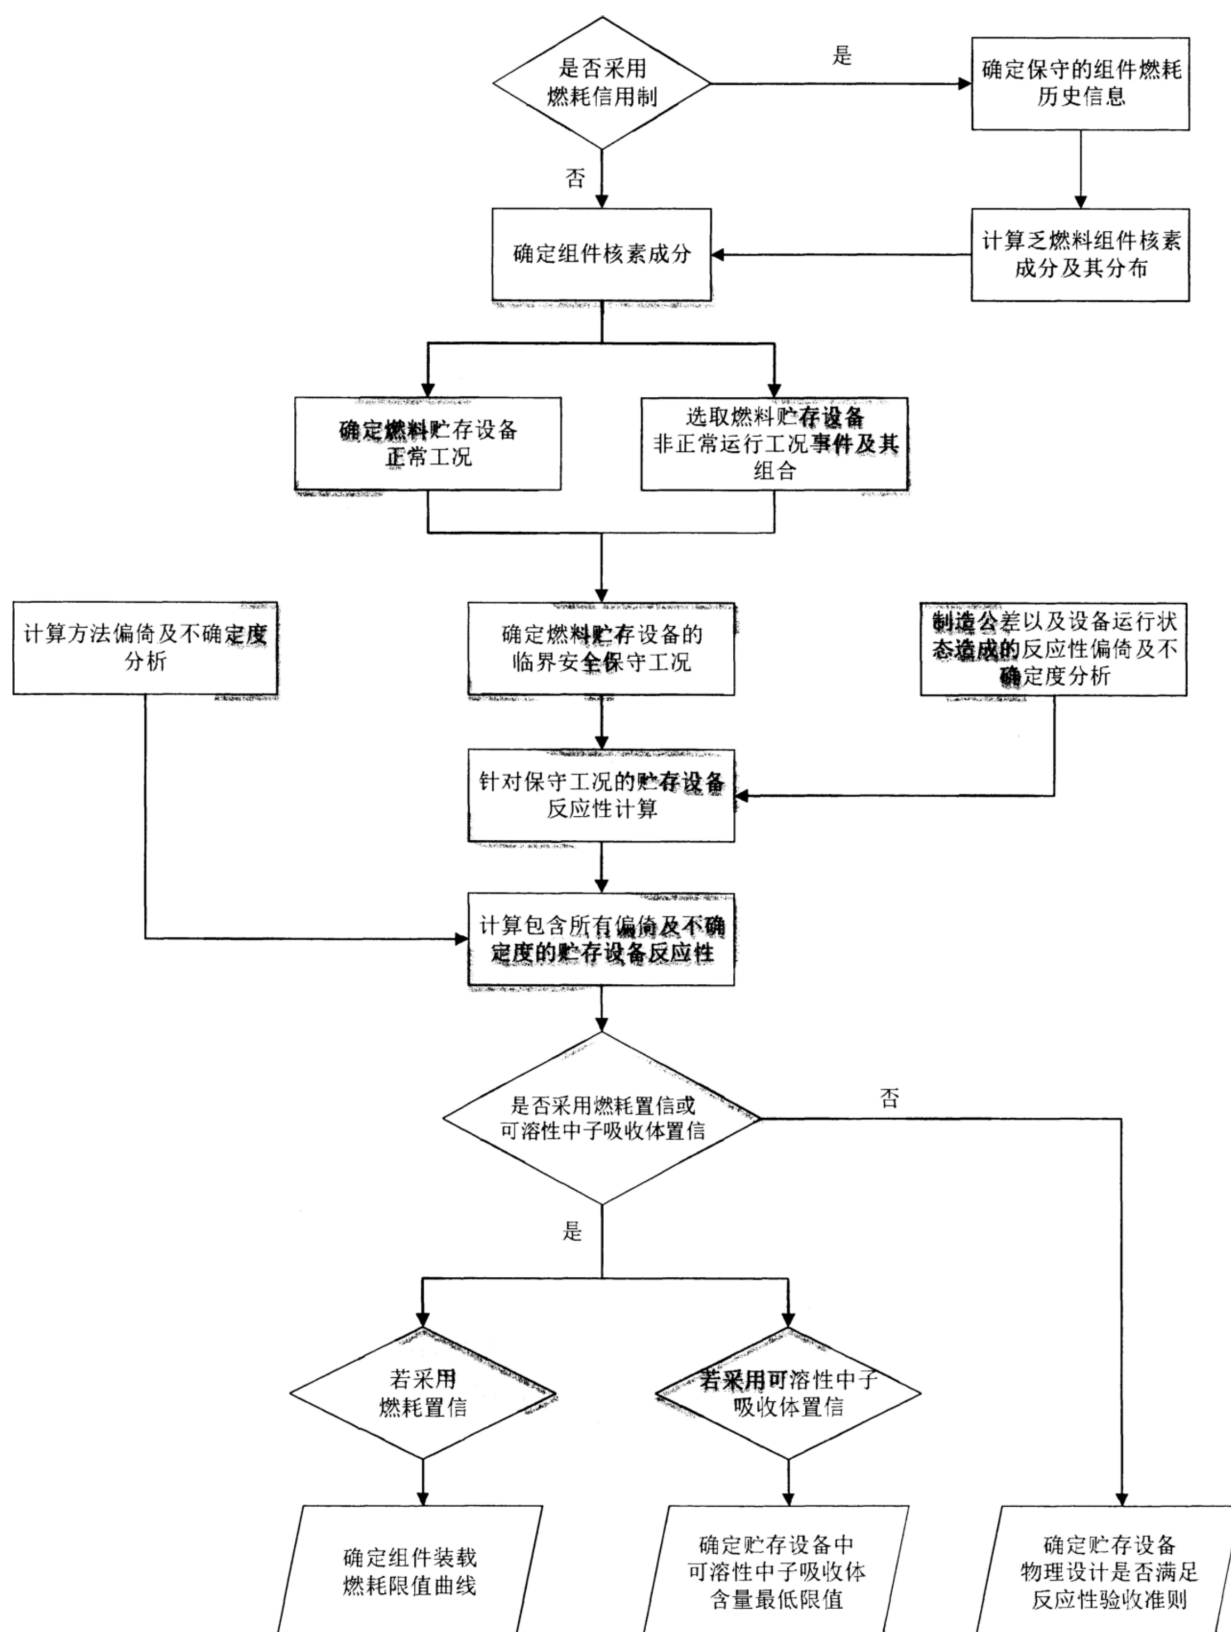 是否采用
燃耗信用制
是
确定保守的组件燃耗
历史信息
否
确定组件核素成分
计算乏燃料组件核素
成分及其分布
确定燃料贮存设备
正常工况
选取燃料贮存设备
非正常运行工况事件及其
组合
计算方法偏倚及不确定度
分析
确定燃料贮存设备的
临界安全保守工况
制造公差以及设备运行状
态造成的反应性偏倚及不
确定度分析
针对保守工况的贮存设备
反应性计算
计算包含所有偏倚及不确
定度的贮存设备反应性
是否采用燃耗置信或
可溶性中子吸收体置信
否
是
若采用
燃耗置信
若采用可溶性中子
吸收体置信
确定组件装载
燃耗限值曲线
确定贮存设备中
可溶性中子吸收体
含量最低限值
确定贮存设备
物理设计是否满足
反应性验收准则